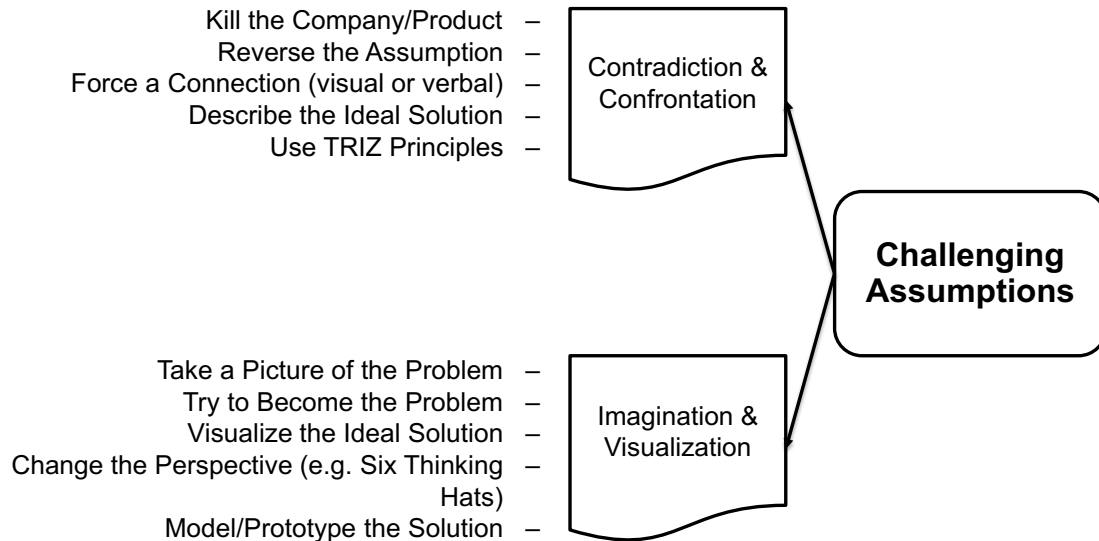 Kill the Company/Product –
Reverse the Assumption –
Force a Connection (visual or verbal) –
Describe the Ideal Solution –
Use TRIZ Principles –
Contradiction &
Confrontation
Challenging
Assumptions
Take a Picture of the Problem –
Try to Become the Problem –
Visualize the Ideal Solution –
Change the Perspective (e.g. Six Thinking –
Hats)
Model/Prototype the Solution –
Imagination &
Visualization